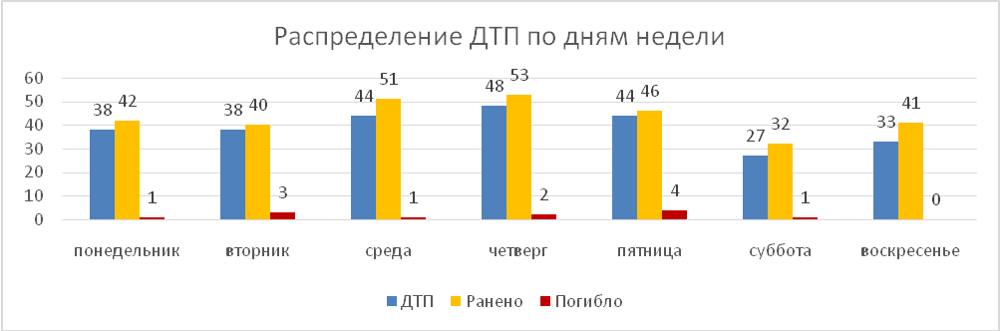 Распределение ДТП по дням недели
60
50
40
30
20
10
0
38 42 1
38 40 3
44 51 1
48 53 2
44 46 4
27 32 1
33 41 0
понедельник вторник среда четверг пятница суббота воскресенье
ДТП Ранено Погибло